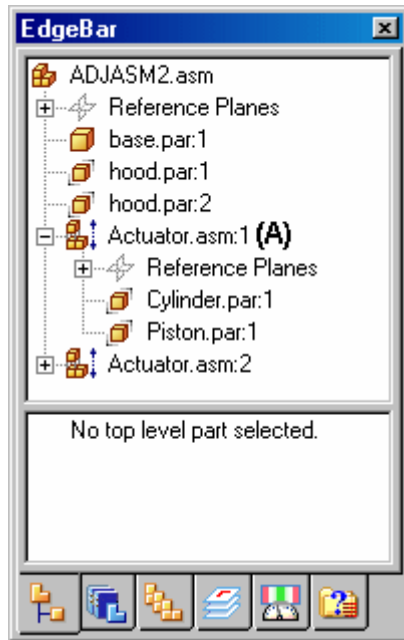 EdgeBar
ADJASM2.asm
Reference Planes
base.par:1
hood.par:1
hood.par:2
Actuator.asm:1 (A)
Reference Planes
Cylinder.par:1
Piston.par:1
Actuator.asm:2
No top level part selected.